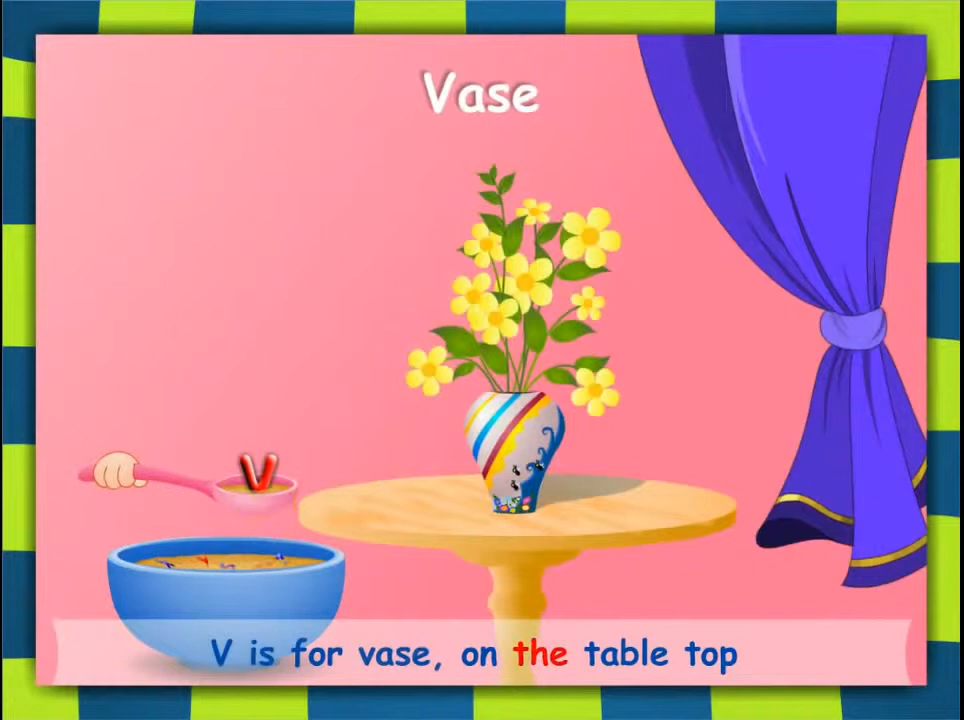 Vase
V
V is for vase, on the table top